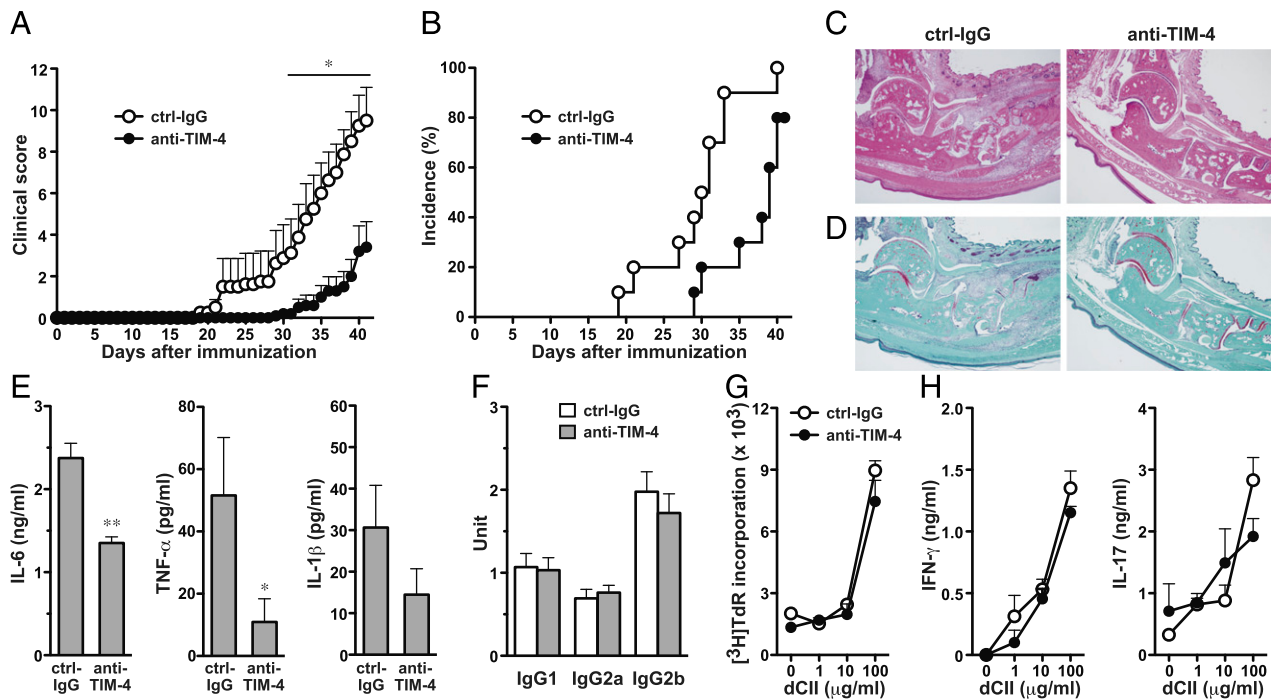 A
Clinical score
12
10
8
6
4
2
0
*
ctrl-IgG
anti-TIM-4
0 5 10 15 20 25 30 35 40
Days after immunization
B
Incidence (%)
100
80
60
40
20
0
ctrl-IgG
anti-TIM-4
0 5 10 15 20 25 30 35 40
Days after immunization
C
ctrl-IgG anti-TIM-4
D
E
IL-6 (ng/ml)
3
2
1
0
**
ctrl-
IgG
anti-
TIM-4
TNF-α (pg/ml)
80
60
40
20
0
*
ctrl-
IgG
anti-
TIM-4
IL-1β (pg/ml)
60
50
40
30
20
10
0
ctrl-
IgG
anti-
TIM-4
F
Unit
3
2
1
0
ctrl-IgG
anti-TIM-4
IgG1 IgG2a IgG2b
G
[³H]TdR incorporation (x 10³)
12
9
6
3
0
ctrl-IgG
anti-TIM-4
0 1 10 100
dCII (μg/ml)
H
IFN-γ (ng/ml)
2.0
1.5
1.0
0.5
0
0 1 10 100
dCII (μg/ml)
IL-17 (ng/ml)
4
3
2
1
0
0 1 10 100
dCII (μg/ml)